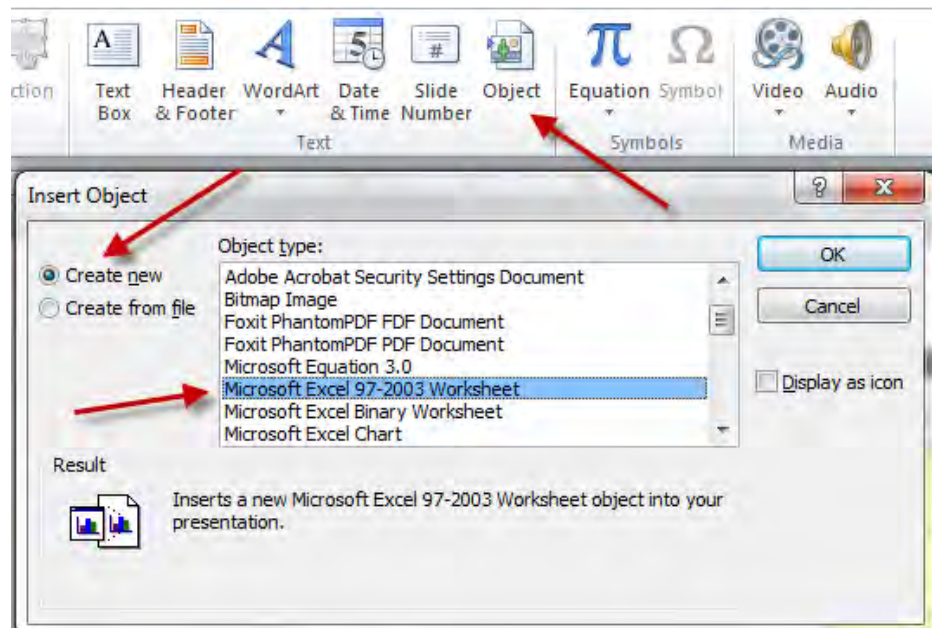 ction Text Header WordArt Date Slide Object Equation Symbol Video Audio
Box & Footer & Time Number
Text Symbols Media
Insert Object
Object type:
Create new
Create from file
Adobe Acrobat Security Settings Document
Bitmap Image
Foxit PhantomPDF FDF Document
Foxit PhantomPDF PDF Document
Microsoft Equation 3.0
Microsoft Excel 97-2003 Worksheet
Microsoft Excel Binary Worksheet
Microsoft Excel Chart
OK
Cancel
Display as icon
Result
Inserts a new Microsoft Excel 97-2003 Worksheet object into your
presentation.